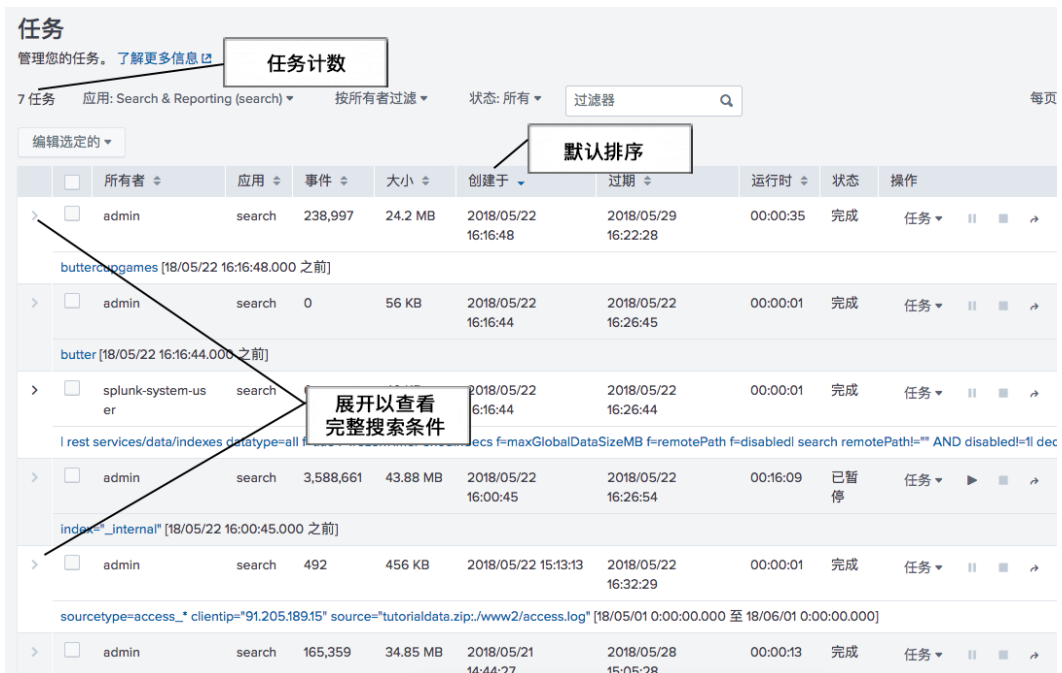 任务
管理您的任务。 了解更多信息
任务计数
7 任务 应用: Search & Reporting (search) 按所有者过滤 状态: 所有 过滤器 每页
编辑选定的
默认排序
所有者 应用 事件 大小 创建于 过期 运行时 状态 操作
admin search 238,997 24.2 MB 2018/05/22 2018/05/29 00:00:35 完成 任务
16:16:48 16:22:28
buttercupgames [18/05/22 16:16:48.000 之前]
admin search 0 56 KB 2018/05/22 2018/05/22 00:00:01 完成 任务
16:16:44 16:26:45
butter [18/05/22 16:16:44.000 之前]
splunk-system-us search 2018/05/22 2018/05/22 00:00:01 完成 任务
er 16:16:44 16:26:44
展开以查看
完整搜索条件
| rest services/data/indexes datatype=all f=maxGlobalDataSizeMB f=remotePath f=disabled| search remotePath!="" AND disabled!=1|
admin search 3,588,661 43.88 MB 2018/05/22 2018/05/22 00:16:09 已暂
16:00:45 16:26:54 停 任务
index="_internal" [18/05/22 16:00:45.000 之前]
admin search 492 456 KB 2018/05/22 15:13:13 2018/05/22 00:00:01 完成 任务
16:32:29
sourcetype=access_* clientip="91.205.189.15" source="tutorialdata.zip:./www2/access.log" [18/05/01 0:00:00.000 至 18/06/01 0:00:00.000]
admin search 165,359 34.85 MB 2018/05/21 2018/05/28 00:00:13 完成 任务
14:44:27 15:05:28